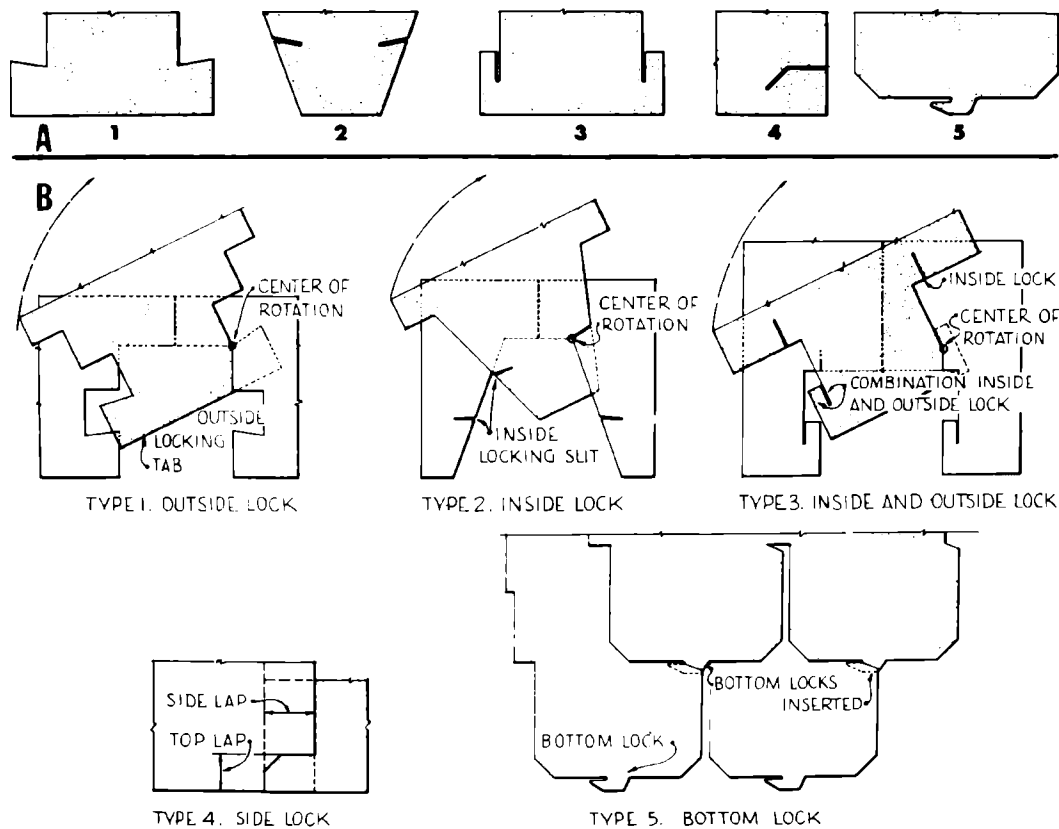 1 2 3 4 5
A
B
CENTER OF
ROTATION
OUTSIDE
LOCKING
TAB
TYPE 1. OUTSIDE LOCK
CENTER OF
ROTATION
INSIDE
LOCKING SLIT
TYPE 2. INSIDE LOCK
INSIDE LOCK
CENTER OF
ROTATION
COMBINATION INSIDE
AND OUTSIDE LOCK
TYPE 3. INSIDE AND OUTSIDE LOCK
SIDE LAP
TOP LAP
TYPE 4. SIDE LOCK
BOTTOM LOCKS
INSERTED
BOTTOM LOCK
TYPE 5. BOTTOM LOCK